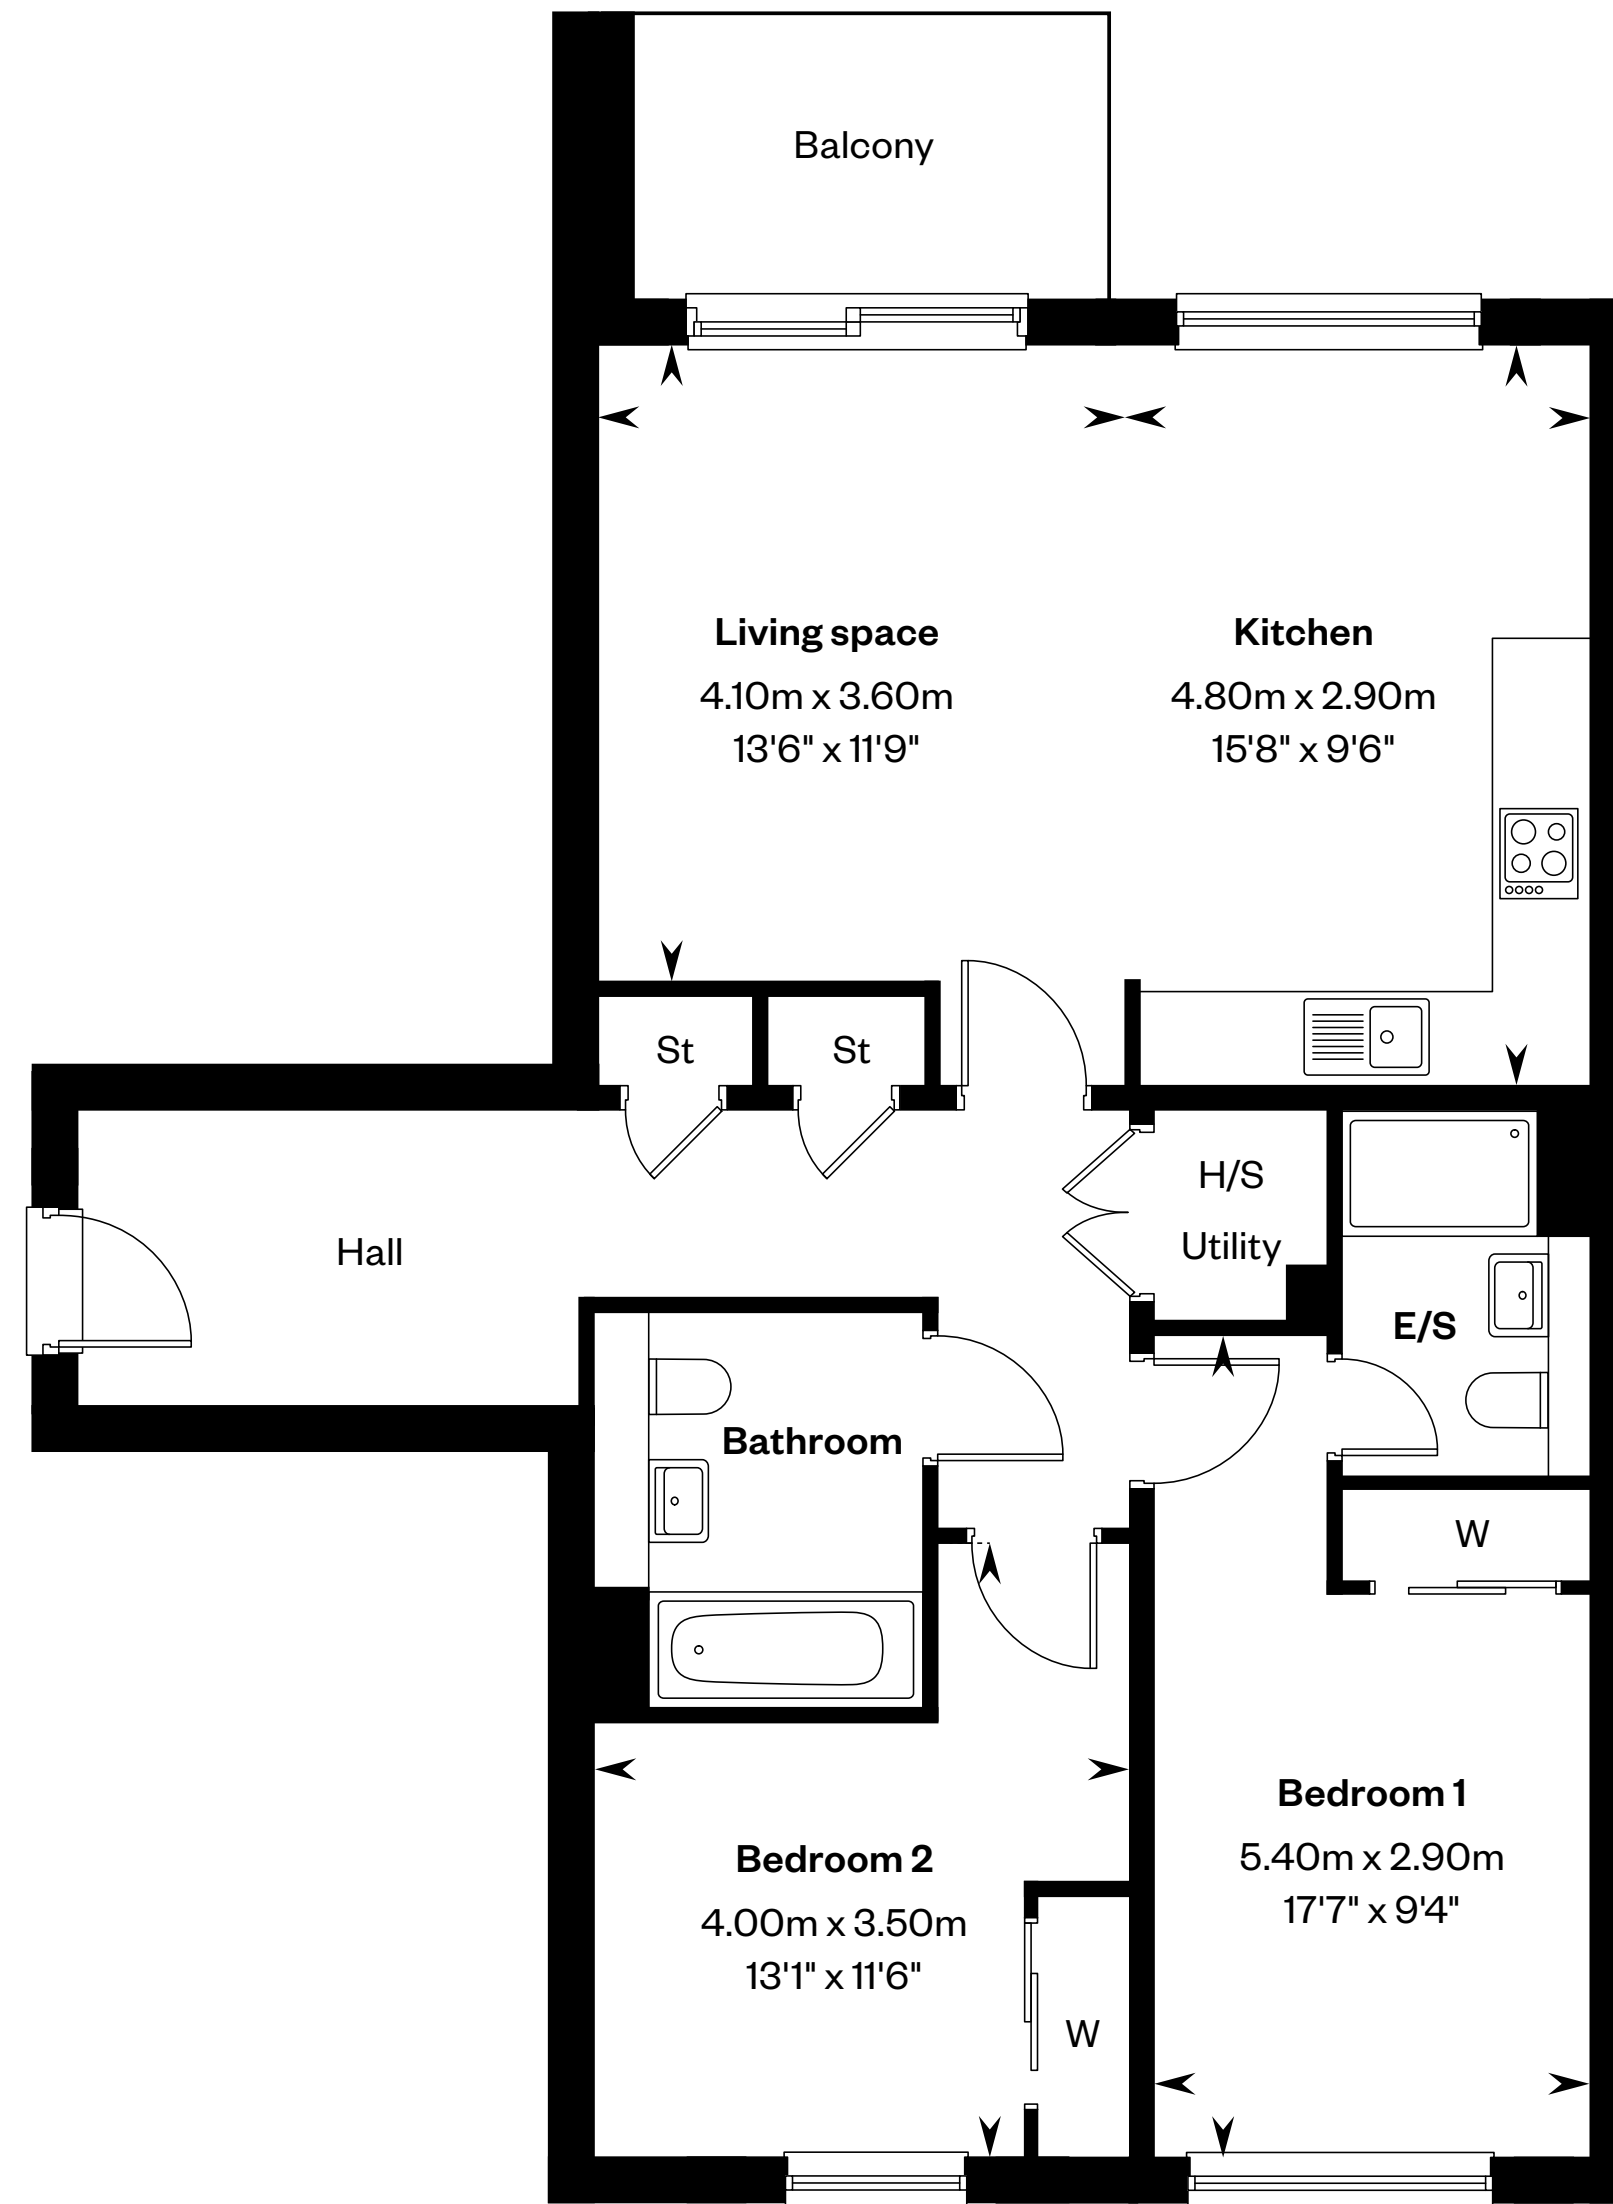 Balcony
Living space
4.10m x 3.60m
13'6" x 11'9"
Kitchen
4.80m x 2.90m
15'8" x 9'6"
St
St
Hall
H/S
Utility
E/S
Bathroom
W
Bedroom 1
5.40m x 2.90m
17'7" x 9'4"
Bedroom 2
4.00m x 3.50m
13'1" x 11'6"
W